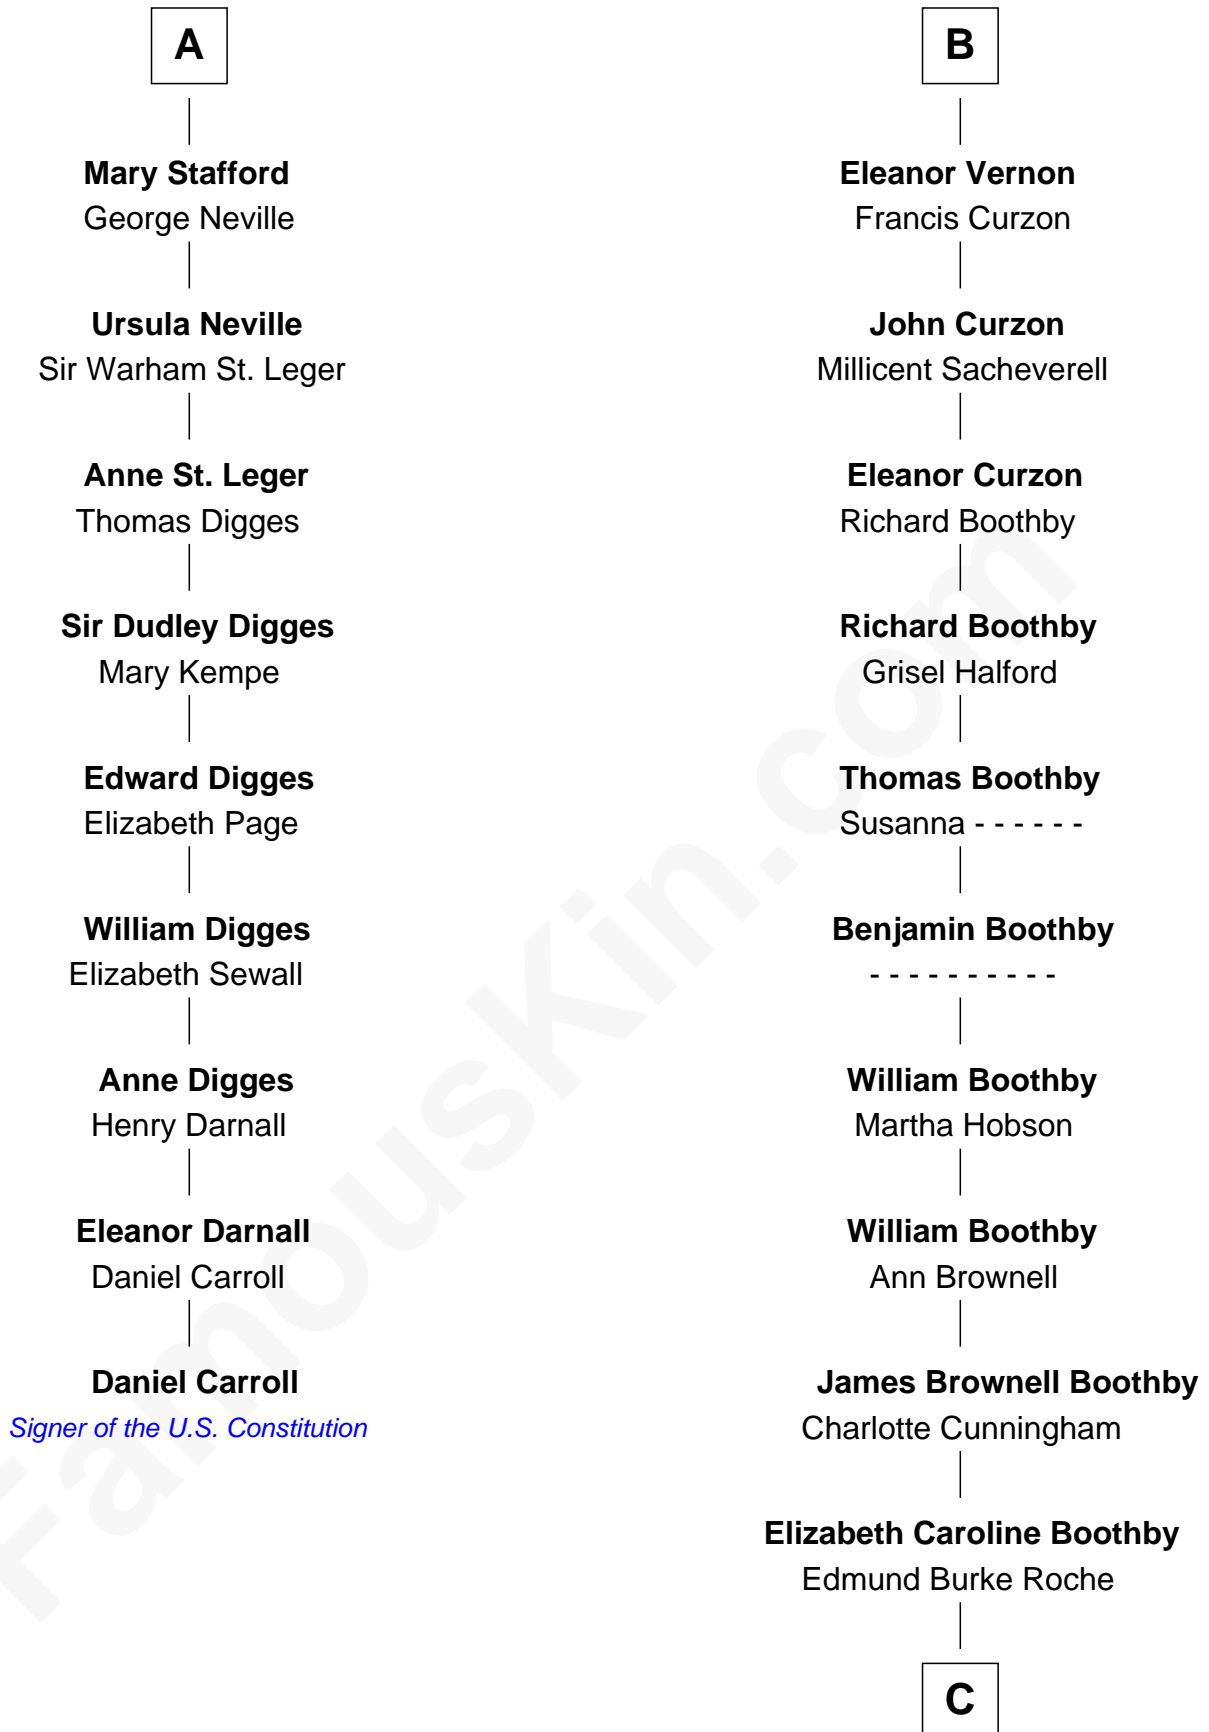 A
Mary Stafford
George Neville
Ursula Neville
Sir Warham St. Leger
Anne St. Leger
Thomas Digges
Sir Dudley Digges
Mary Kempe
Edward Digges
Elizabeth Page
William Digges
Elizabeth Sewall
Anne Digges
Henry Darnall
Eleanor Darnall
Daniel Carroll
Daniel Carroll
Signer of the U.S. Constitution
B
Eleanor Vernon
Francis Curzon
John Curzon
Millicent Sacheverell
Eleanor Curzon
Richard Boothby
Richard Boothby
Grisel Halford
Thomas Boothby
Susanna - - - - - -
Benjamin Boothby
- - - - - - - - - -
William Boothby
Martha Hobson
William Boothby
Ann Brownell
James Brownell Boothby
Charlotte Cunningham
Elizabeth Caroline Boothby
Edmund Burke Roche
C
FamousKin.com